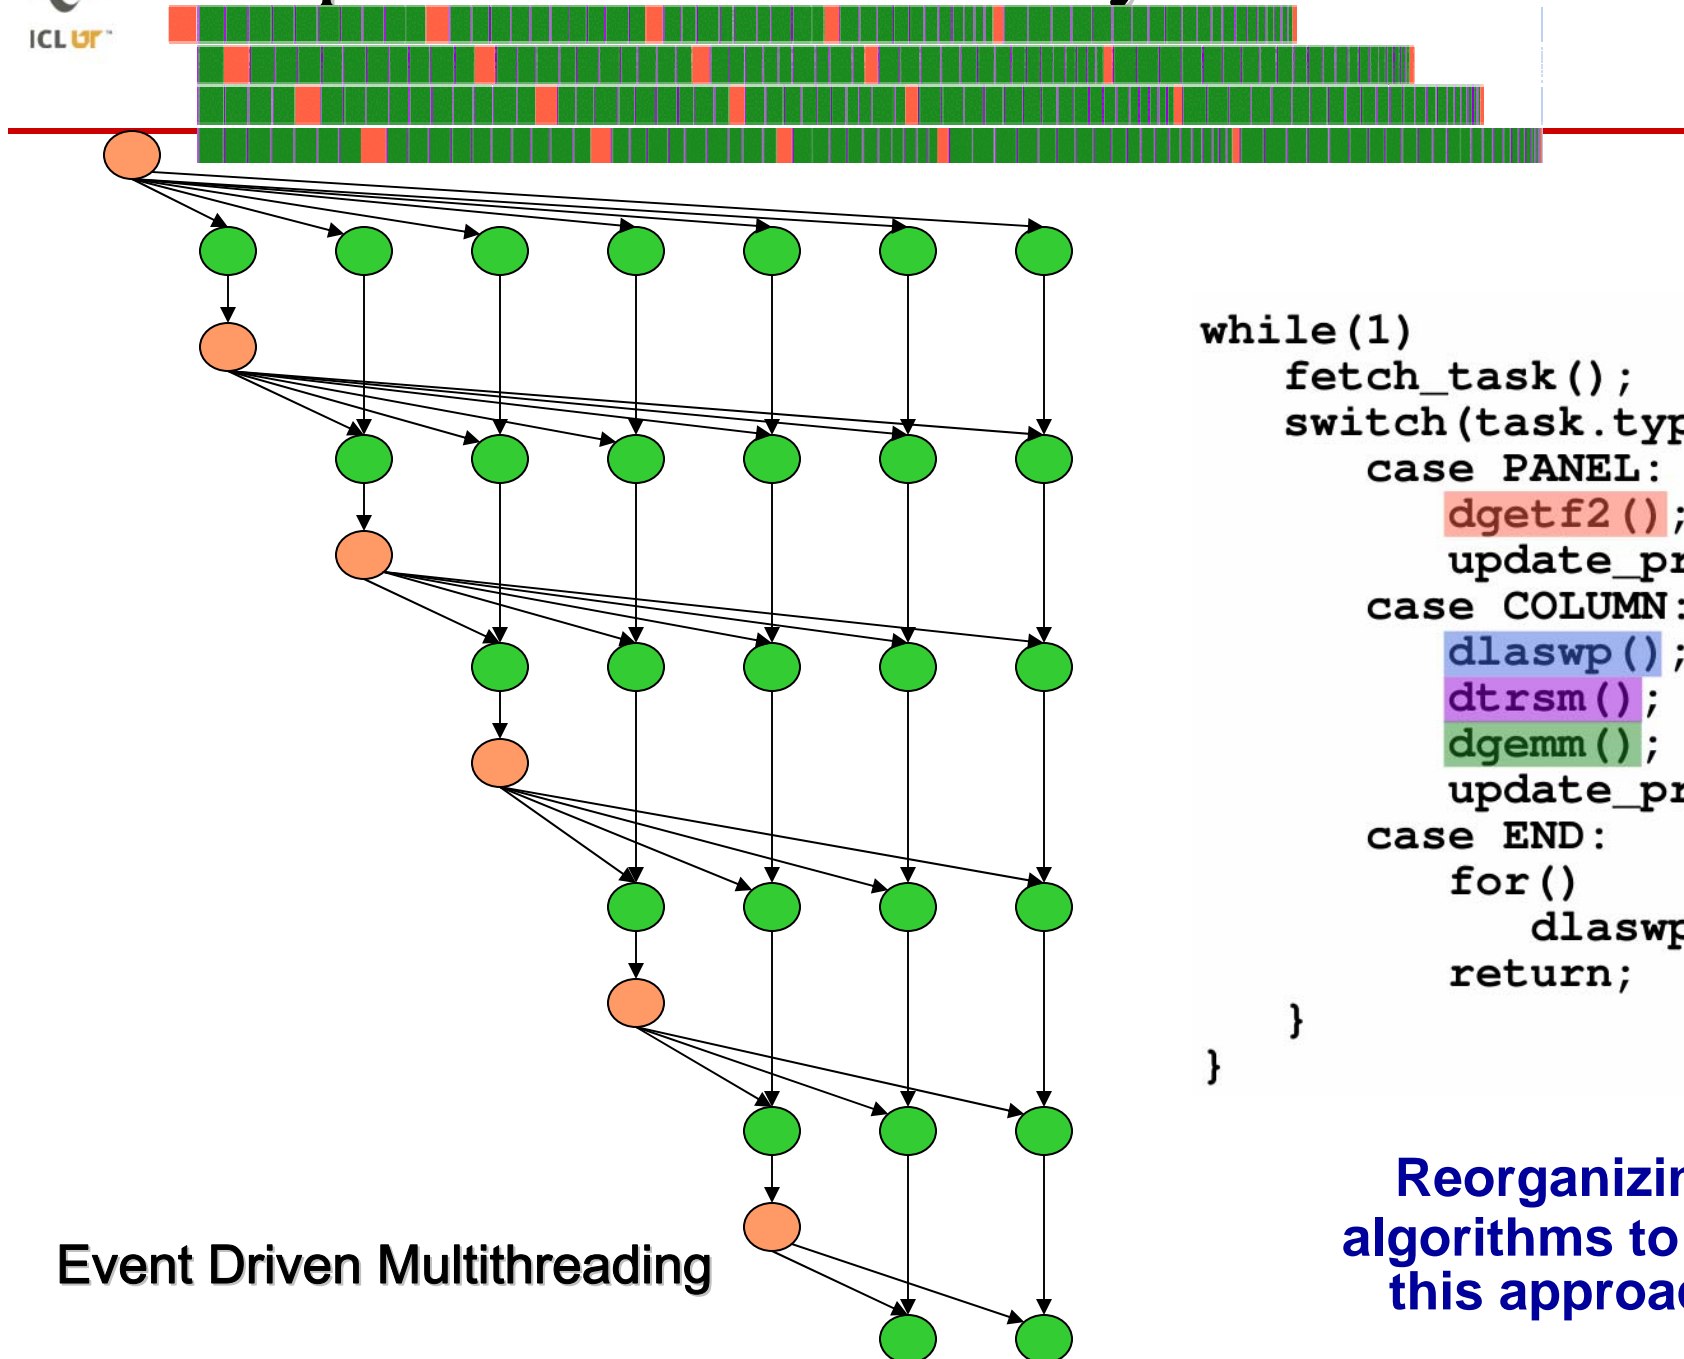 ICL UT
while(1)
fetch_task();
switch(task.typ
case PANEL:
dgetf2();
update_pr
case COLUMN:
dlaswp();
dtrsm();
dgemm();
update_pr
case END:
for()
dlaswp
return;
}
}
Reorganizin
algorithms to
this approac
Event Driven Multithreading